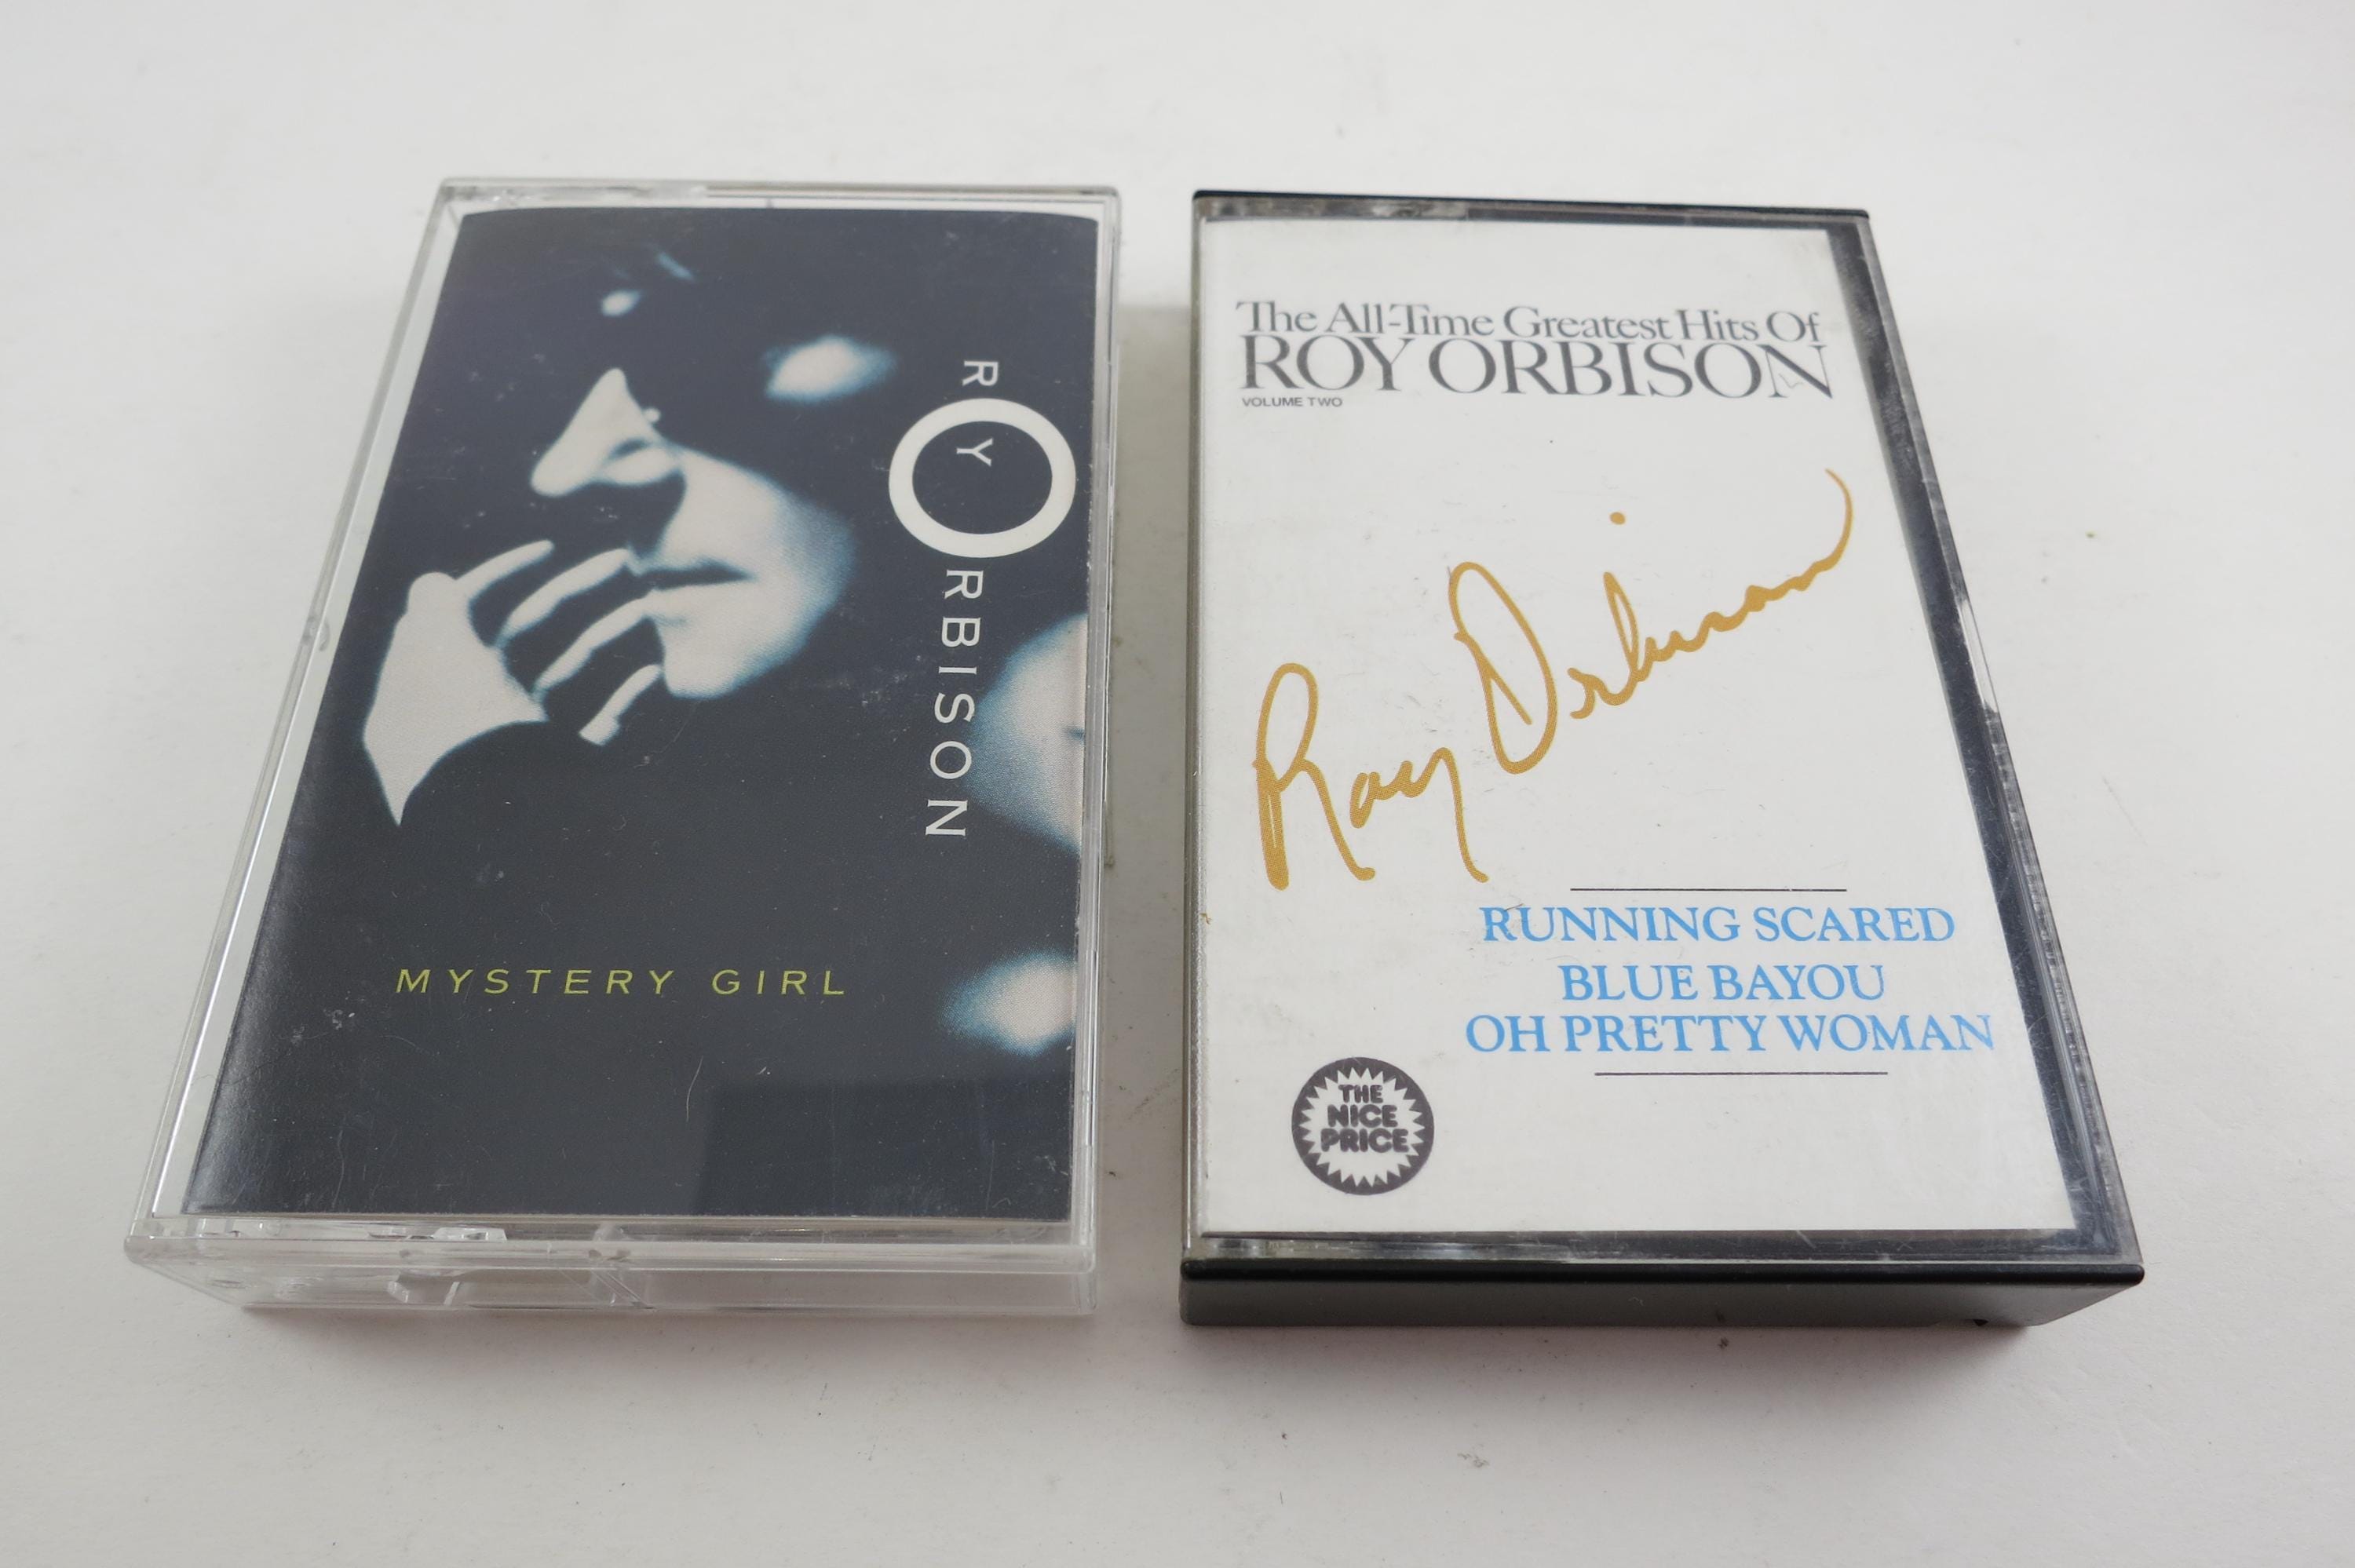 ROY
ORBISON
MYSTERY GIRL
The All-Time Greatest Hits Of
ROY ORBISON
VOLUME TWO
Roy Orbison
RUNNING SCARED
BLUE BAYOU
OH PRETTY WOMAN
THE
NICE
PRICE